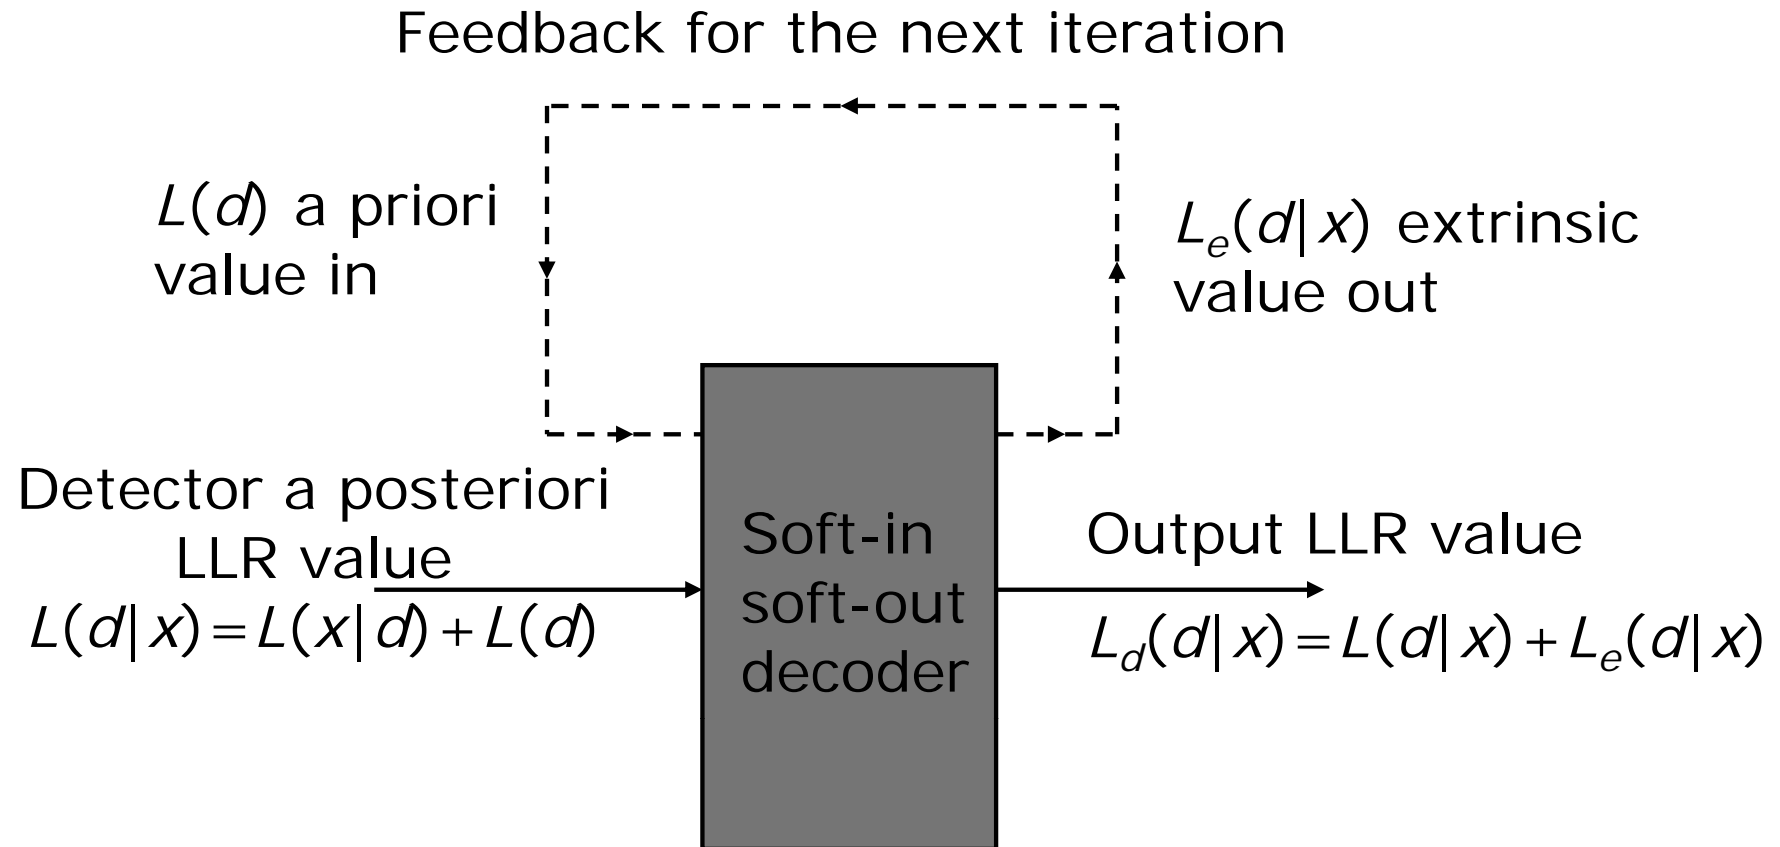 Feedback for the next iteration
L(d) a priori
value in
Lₑ(d|x) extrinsic
value out
Detector a posteriori
LLR value
L(d|x)=L(x|d)+L(d)
Soft-in
soft-out
decoder
Output LLR value
L_d(d|x)=L(d|x)+Lₑ(d|x)